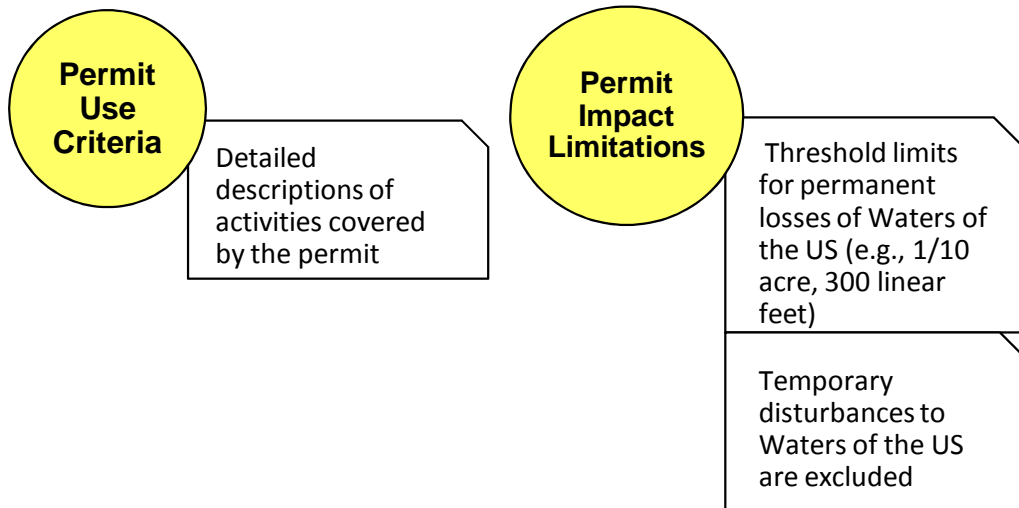 Permit
Use
Criteria
Detailed
descriptions of
activities covered
by the permit
Permit
Impact
Limitations
Threshold limits
for permanent
losses of Waters of
the US (e.g., 1/10
acre, 300 linear
feet)
Temporary
disturbances to
Waters of the US
are excluded